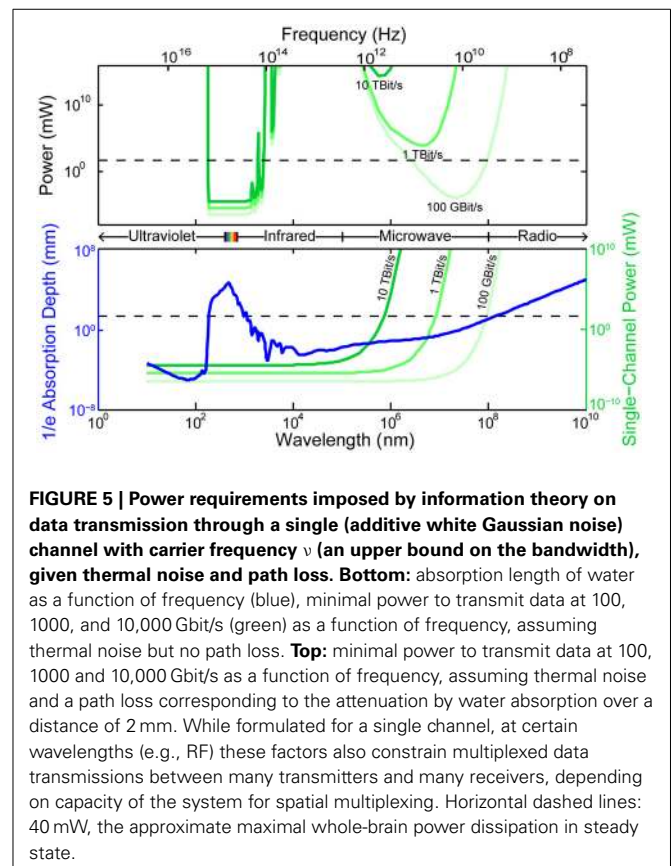 Frequency (Hz)
10^16 10^14 10^12 10^10 10^8
Power (mW)
10^10
10^0
10 TBit/s
1 TBit/s
100 GBit/s
Ultraviolet Infrared Microwave Radio
1/e Absorption Depth (mm)
10^8
10^0
10^-8
10 TBit/s
1 TBit/s
100 GBit/s
Single-Channel Power (mW)
10^10
10^0
10^-10
10^0 10^2 10^4 10^6 10^8 10^10
Wavelength (nm)
FIGURE 5 | Power requirements imposed by information theory on
data transmission through a single (additive white Gaussian noise)
channel with carrier frequency ν (an upper bound on the bandwidth),
given thermal noise and path loss. Bottom: absorption length of water
as a function of frequency (blue), minimal power to transmit data at 100,
1000, and 10,000 Gbit/s (green) as a function of frequency, assuming
thermal noise but no path loss. Top: minimal power to transmit data at 100,
1000 and 10,000 Gbit/s as a function of frequency, assuming thermal noise
and a path loss corresponding to the attenuation by water absorption over a
distance of 2 mm. While formulated for a single channel, at certain
wavelengths (e.g., RF) these factors also constrain multiplexed data
transmissions between many transmitters and many receivers, depending
on capacity of the system for spatial multiplexing. Horizontal dashed lines:
40 mW, the approximate maximal whole-brain power dissipation in steady
state.